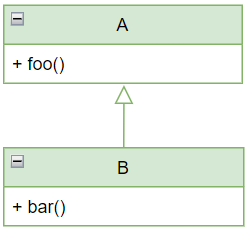 A
+ foo()
B
+ bar()